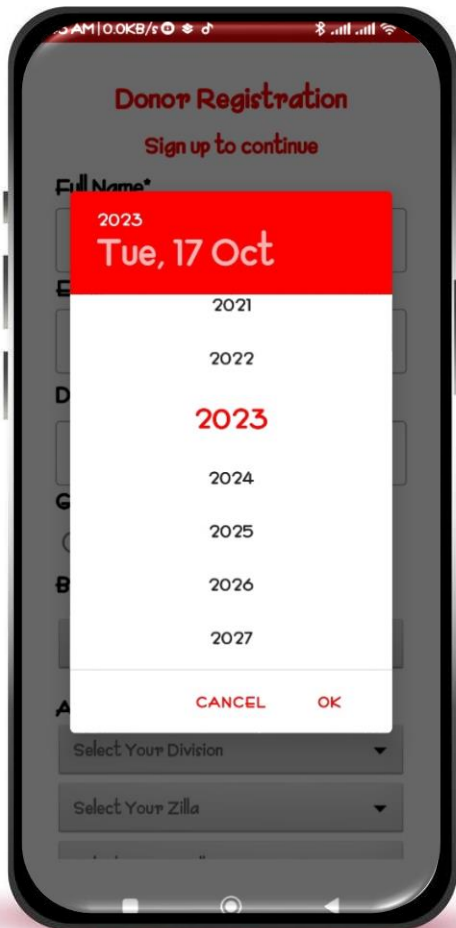 AM|0.0KB/s
Donor Registration
Sign up to continue
Full Name*
2023
Tue, 17 Oct
2021
2022
2023
2024
2025
2026
2027
CANCEL
OK
Select Your Division
Select Your Zilla